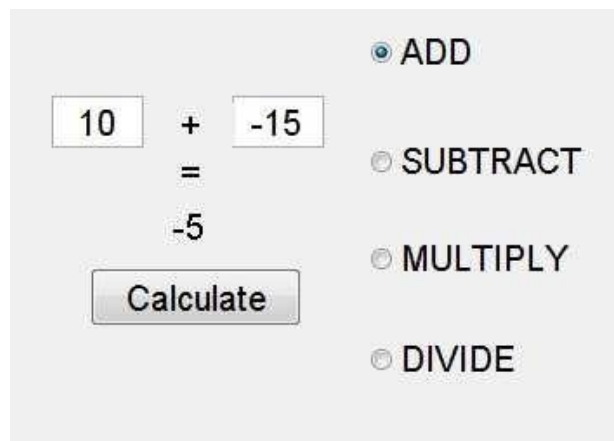 10 + -15
=
-5
Calculate
ADD
SUBTRACT
MULTIPLY
DIVIDE